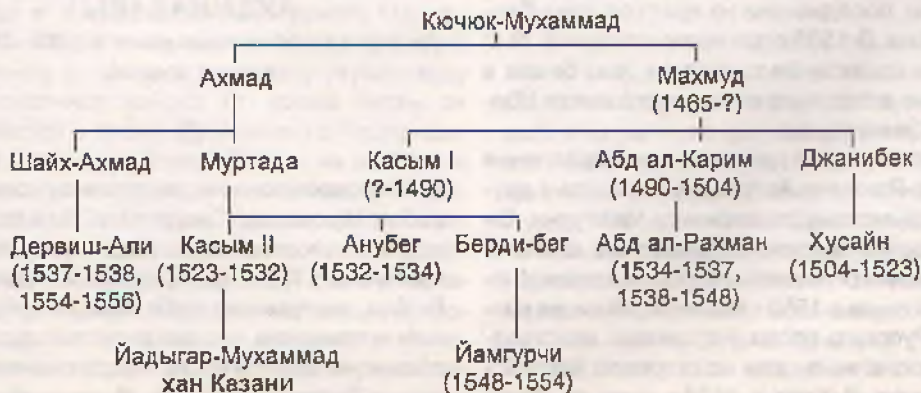 Кючюк-Мухаммад
Ахмад Махмуд
(1465-?)
Шайх-Ахмад Муртада Касым I Абд ал-Карим Джанибек
(?-1490) (1490-1504)
Дервиш-Али Касым II Анубег Берди-бег Абд ал-Рахман Хусайн
(1537-1538, (1523-1532) (1532-1534) (1534-1537, (1504-1523)
1554-1556) 1538-1548)
Йадыгар-Мухаммад Йамгурчи
хан Казани (1548-1554)